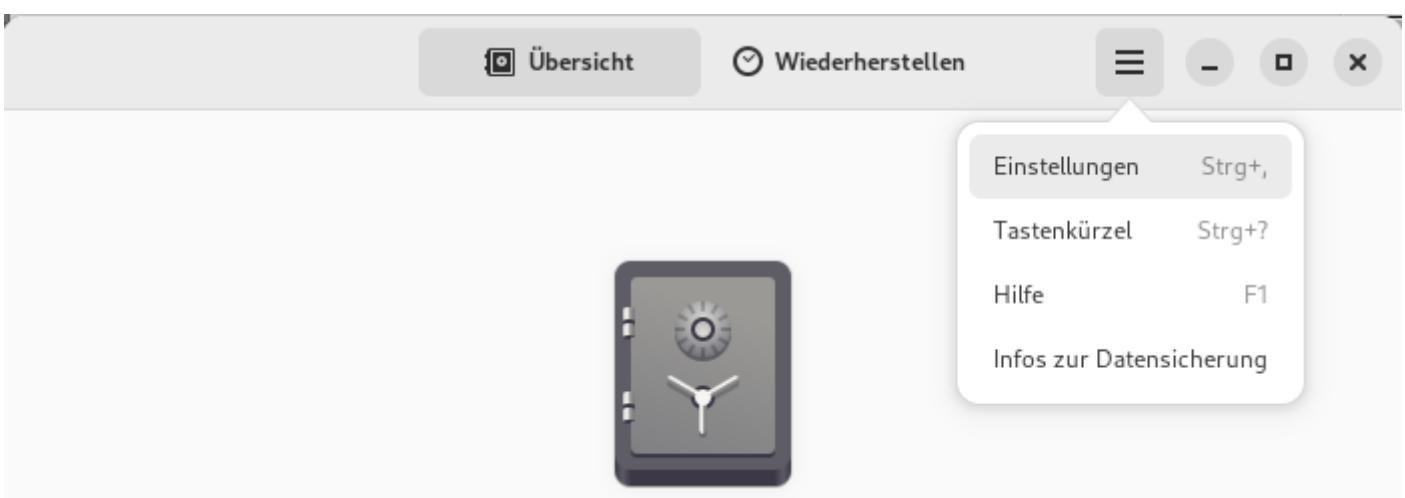 Übersicht
Wiederherstellen
Einstellungen Strg+,
Tastenkürzel Strg+?
Hilfe F1
Infos zur Datensicherung